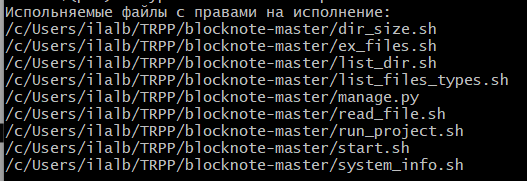 Испольняемые файлы с правами на исполнение:
/c/Users/ilalb/TRPP/blocknote-master/dir_size.sh
/c/Users/ilalb/TRPP/blocknote-master/ex_files.sh
/c/Users/ilalb/TRPP/blocknote-master/list_dir.sh
/c/Users/ilalb/TRPP/blocknote-master/list_files_types.sh
/c/Users/ilalb/TRPP/blocknote-master/manage.py
/c/Users/ilalb/TRPP/blocknote-master/read_file.sh
/c/Users/ilalb/TRPP/blocknote-master/run_project.sh
/c/Users/ilalb/TRPP/blocknote-master/start.sh
/c/Users/ilalb/TRPP/blocknote-master/system_info.sh